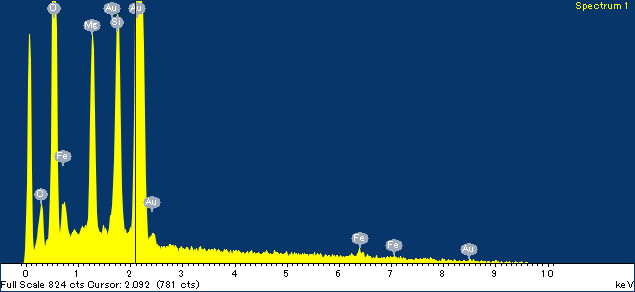 Spectrum 1
O Au Au
Mg Si
Fe
C Au
Fe Fe Au
0 1 2 3 4 5 6 7 8 9 10
Full Scale 824 cts Cursor: 2.092 (781 cts) keV